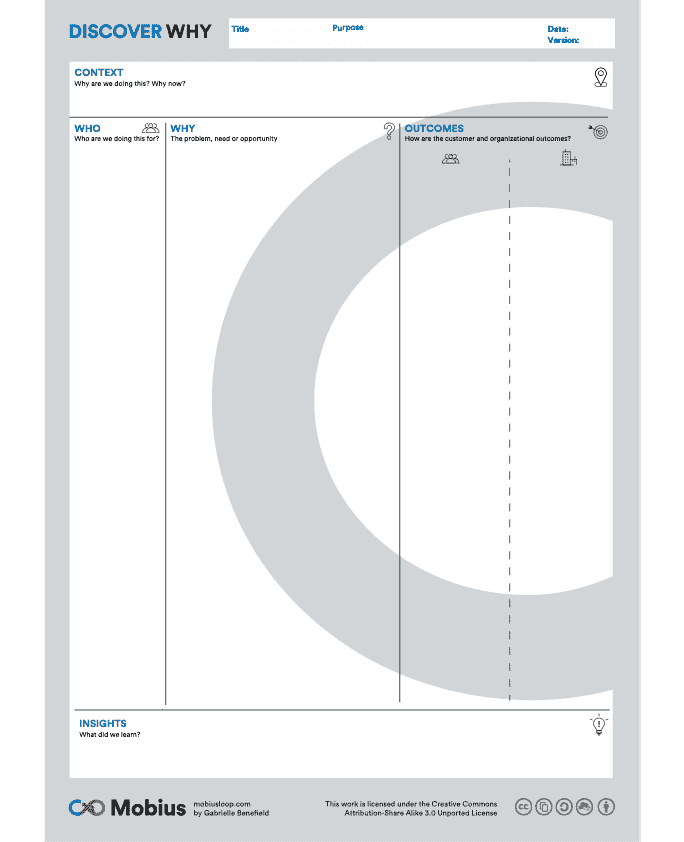 DISCOVER WHY
Title
Purpose
Date:
Version:
CONTEXT
Why are we doing this? Why now?
WHO
Who are we doing this for?
WHY
The problem, need or opportunity
OUTCOMES
How are the customer and organizational outcomes?
INSIGHTS
What did we learn?
Mobius
mobiusloop.com
by Gabrielle Benefield
This work is licensed under the Creative Commons
Attribution-Share Alike 3.0 Unported License
cc